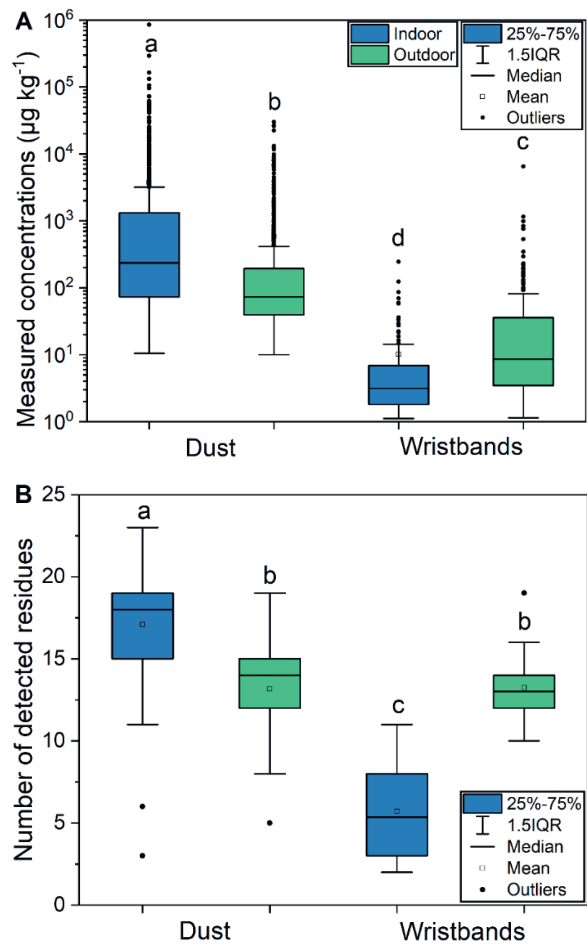 A
Measured concentrations (µg kg⁻¹)
10⁶
10⁵
10⁴
10³
10²
10¹
10⁰
Indoor
Outdoor
25%-75%
1.5IQR
Median
Mean
Outliers
a
b
d
c
Dust
Wristbands
B
Number of detected residues
25
20
15
10
5
0
a
b
c
b
25%-75%
1.5IQR
Median
Mean
Outliers
Dust
Wristbands